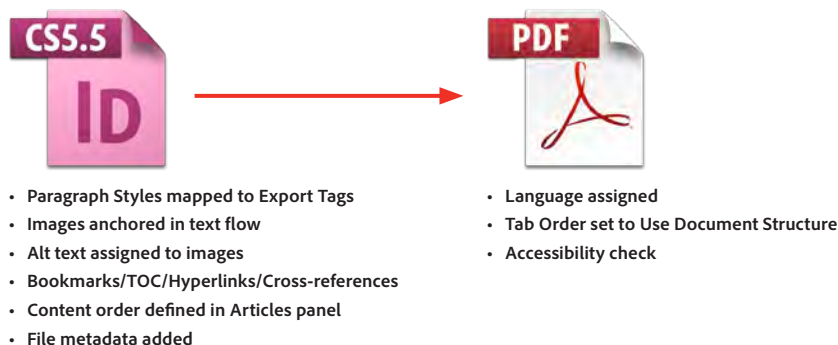 CS5.5
ID
• Paragraph Styles mapped to Export Tags
• Images anchored in text flow
• Alt text assigned to images
• Bookmarks/TOC/Hyperlinks/Cross-references
• Content order defined in Articles panel
• File metadata added
PDF
• Language assigned
• Tab Order set to Use Document Structure
• Accessibility check